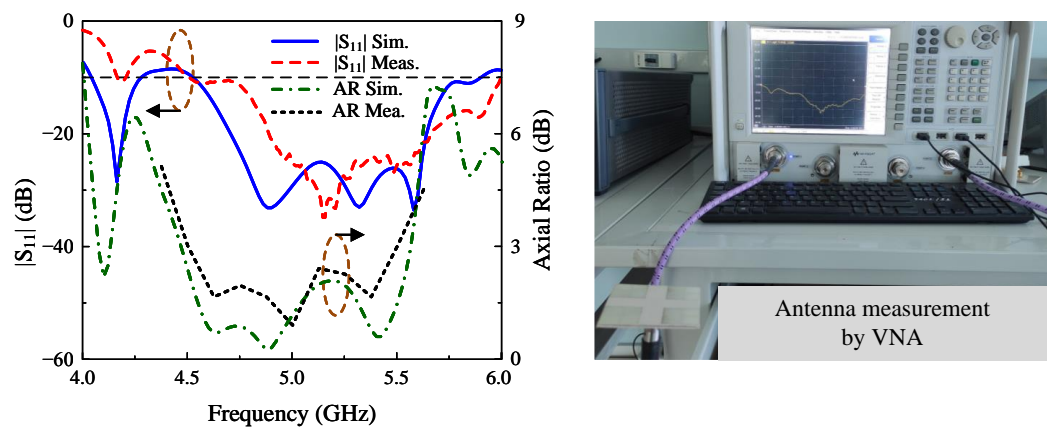 0
−20
−40
−60
|S₁₁| (dB)
|S₁₁| Sim.
|S₁₁| Meas.
AR Sim.
AR Mea.
9
6
3
0
Axial Ratio (dB)
4.0
4.5
5.0
5.5
6.0
Frequency (GHz)
Antenna measurement
by VNA